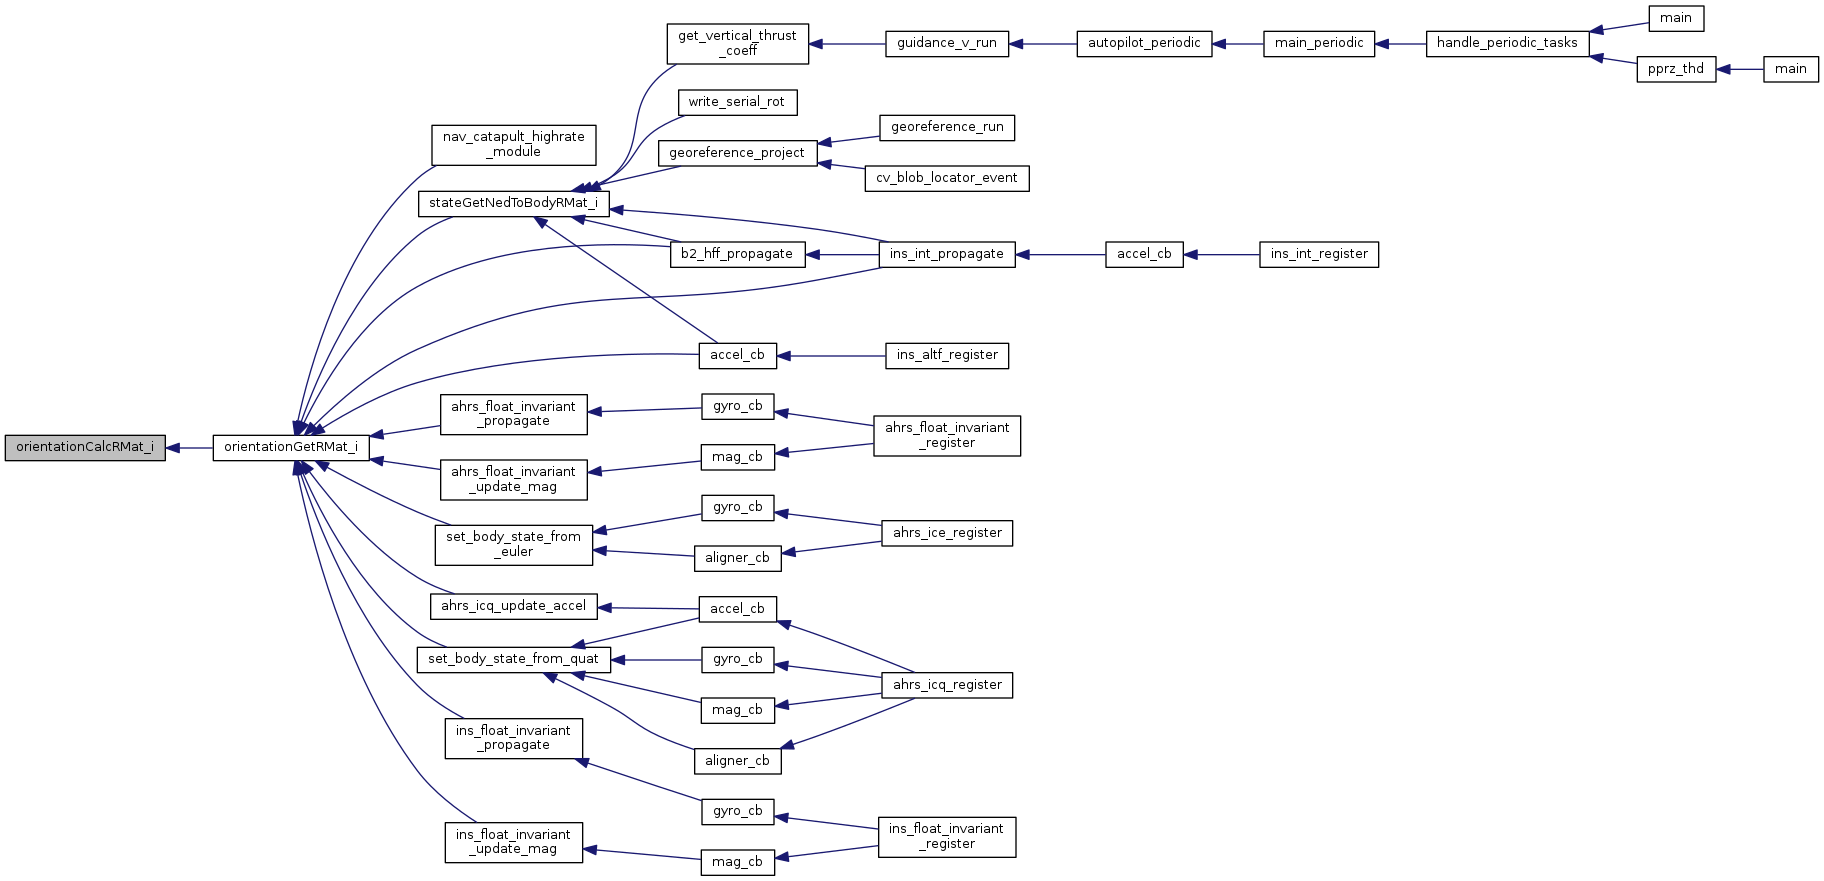 orientationCalcRMat_i
orientationGetRMat_i
nav_catapult_highrate
_module
stateGetNedToBodyRMat_i
get_vertical_thrust
_coeff
guidance_v_run
autopilot_periodic
main_periodic
handle_periodic_tasks
main
pprz_thd
main
write_serial_rot
georeference_project
georeference_run
cv_blob_locator_event
b2_hff_propagate
ins_int_propagate
accel_cb
ins_int_register
accel_cb
ins_altf_register
ahrs_float_invariant
_propagate
gyro_cb
ahrs_float_invariant
_register
ahrs_float_invariant
_update_mag
mag_cb
set_body_state_from
_euler
gyro_cb
aligner_cb
ahrs_ice_register
ahrs_icq_update_accel
accel_cb
set_body_state_from_quat
gyro_cb
mag_cb
aligner_cb
ahrs_icq_register
ins_float_invariant
_propagate
gyro_cb
ins_float_invariant
_register
ins_float_invariant
_update_mag
mag_cb